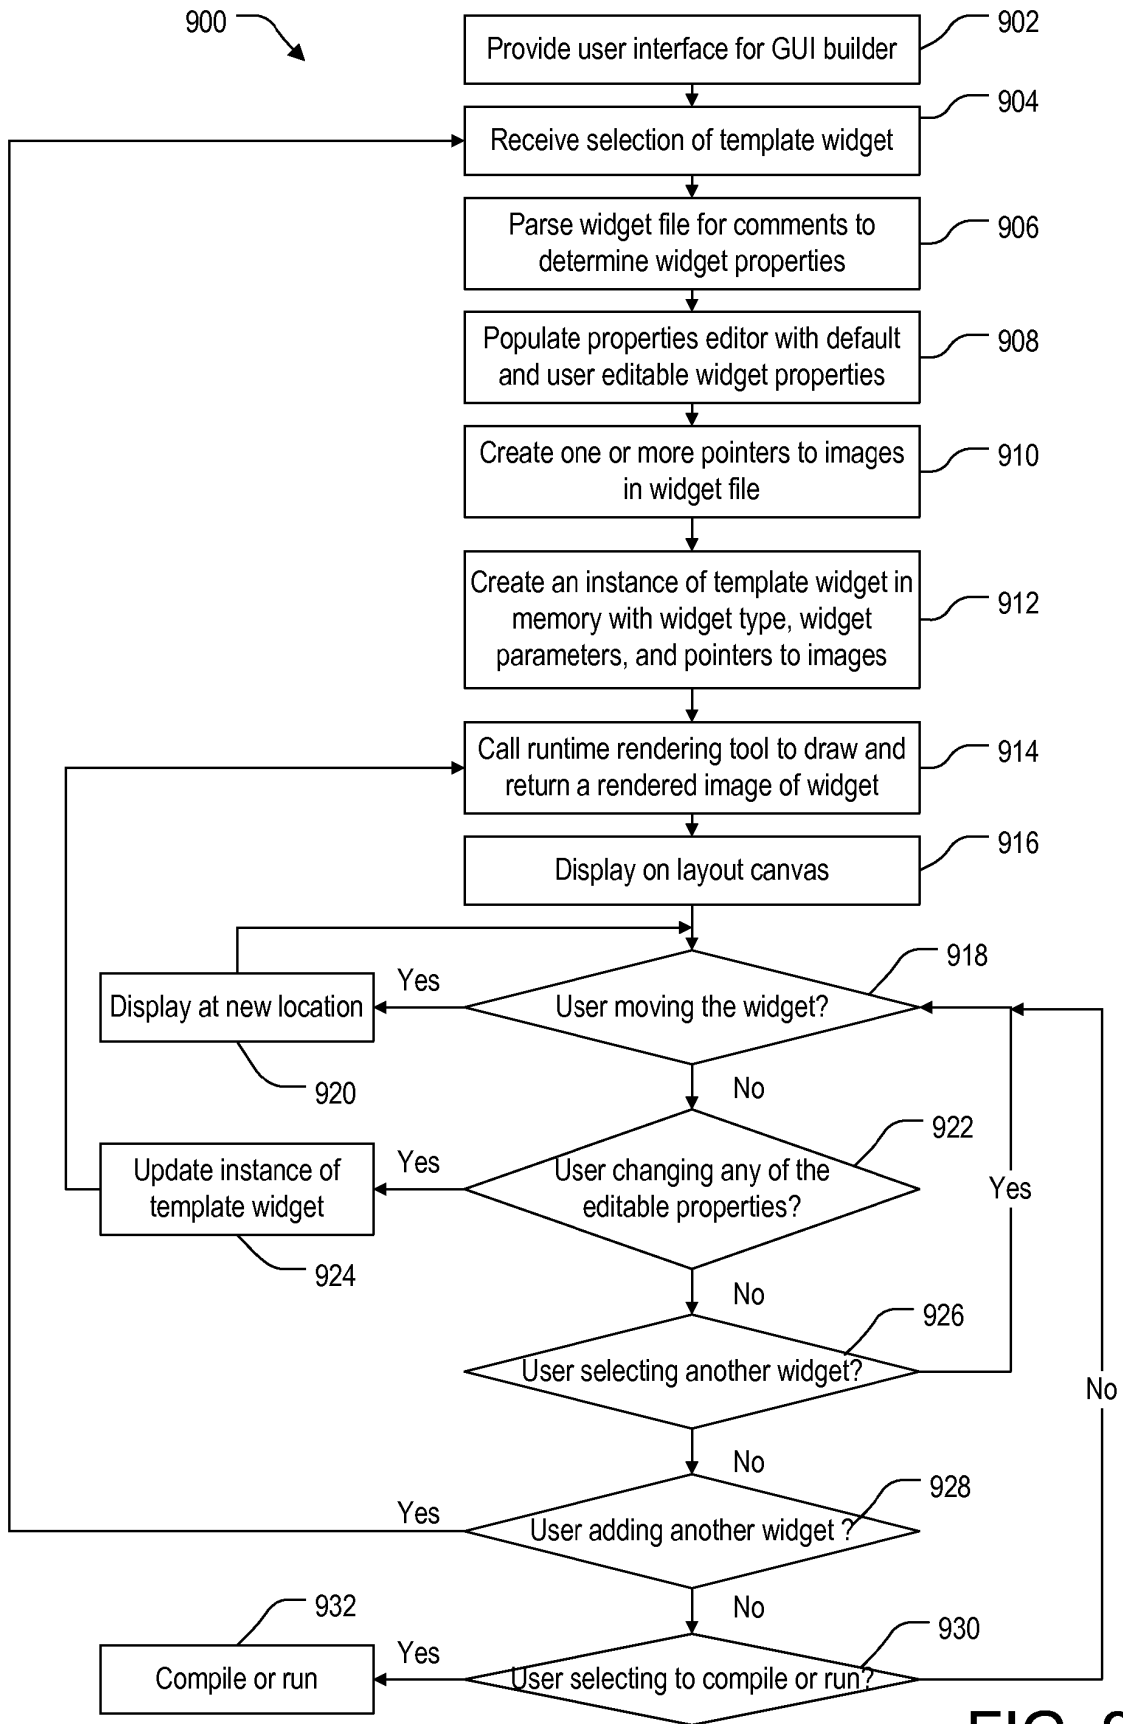 900
902
Provide user interface for GUI builder
904
Receive selection of template widget
906
Parse widget file for comments to
determine widget properties
908
Populate properties editor with default
and user editable widget properties
910
Create one or more pointers to images
in widget file
912
Create an instance of template widget in
memory with widget type, widget
parameters, and pointers to images
914
Call runtime rendering tool to draw and
return a rendered image of widget
916
Display on layout canvas
918
Yes
User moving the widget?
Display at new location
920
No
922
Yes
User changing any of the
editable properties?
Update instance of
template widget
924
Yes
No
926
User selecting another widget?
No
No
928
Yes
User adding another widget ?
No
932
930
Yes
User selecting to compile or run?
Compile or run
FIG. 9